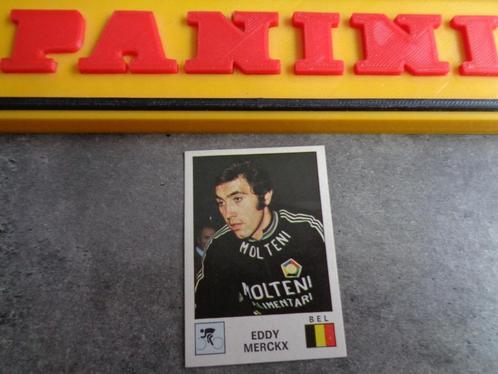 PANINI
MOLTENI
MOLTENI
ALIMENTARI
BEL
EDDY
MERCKX